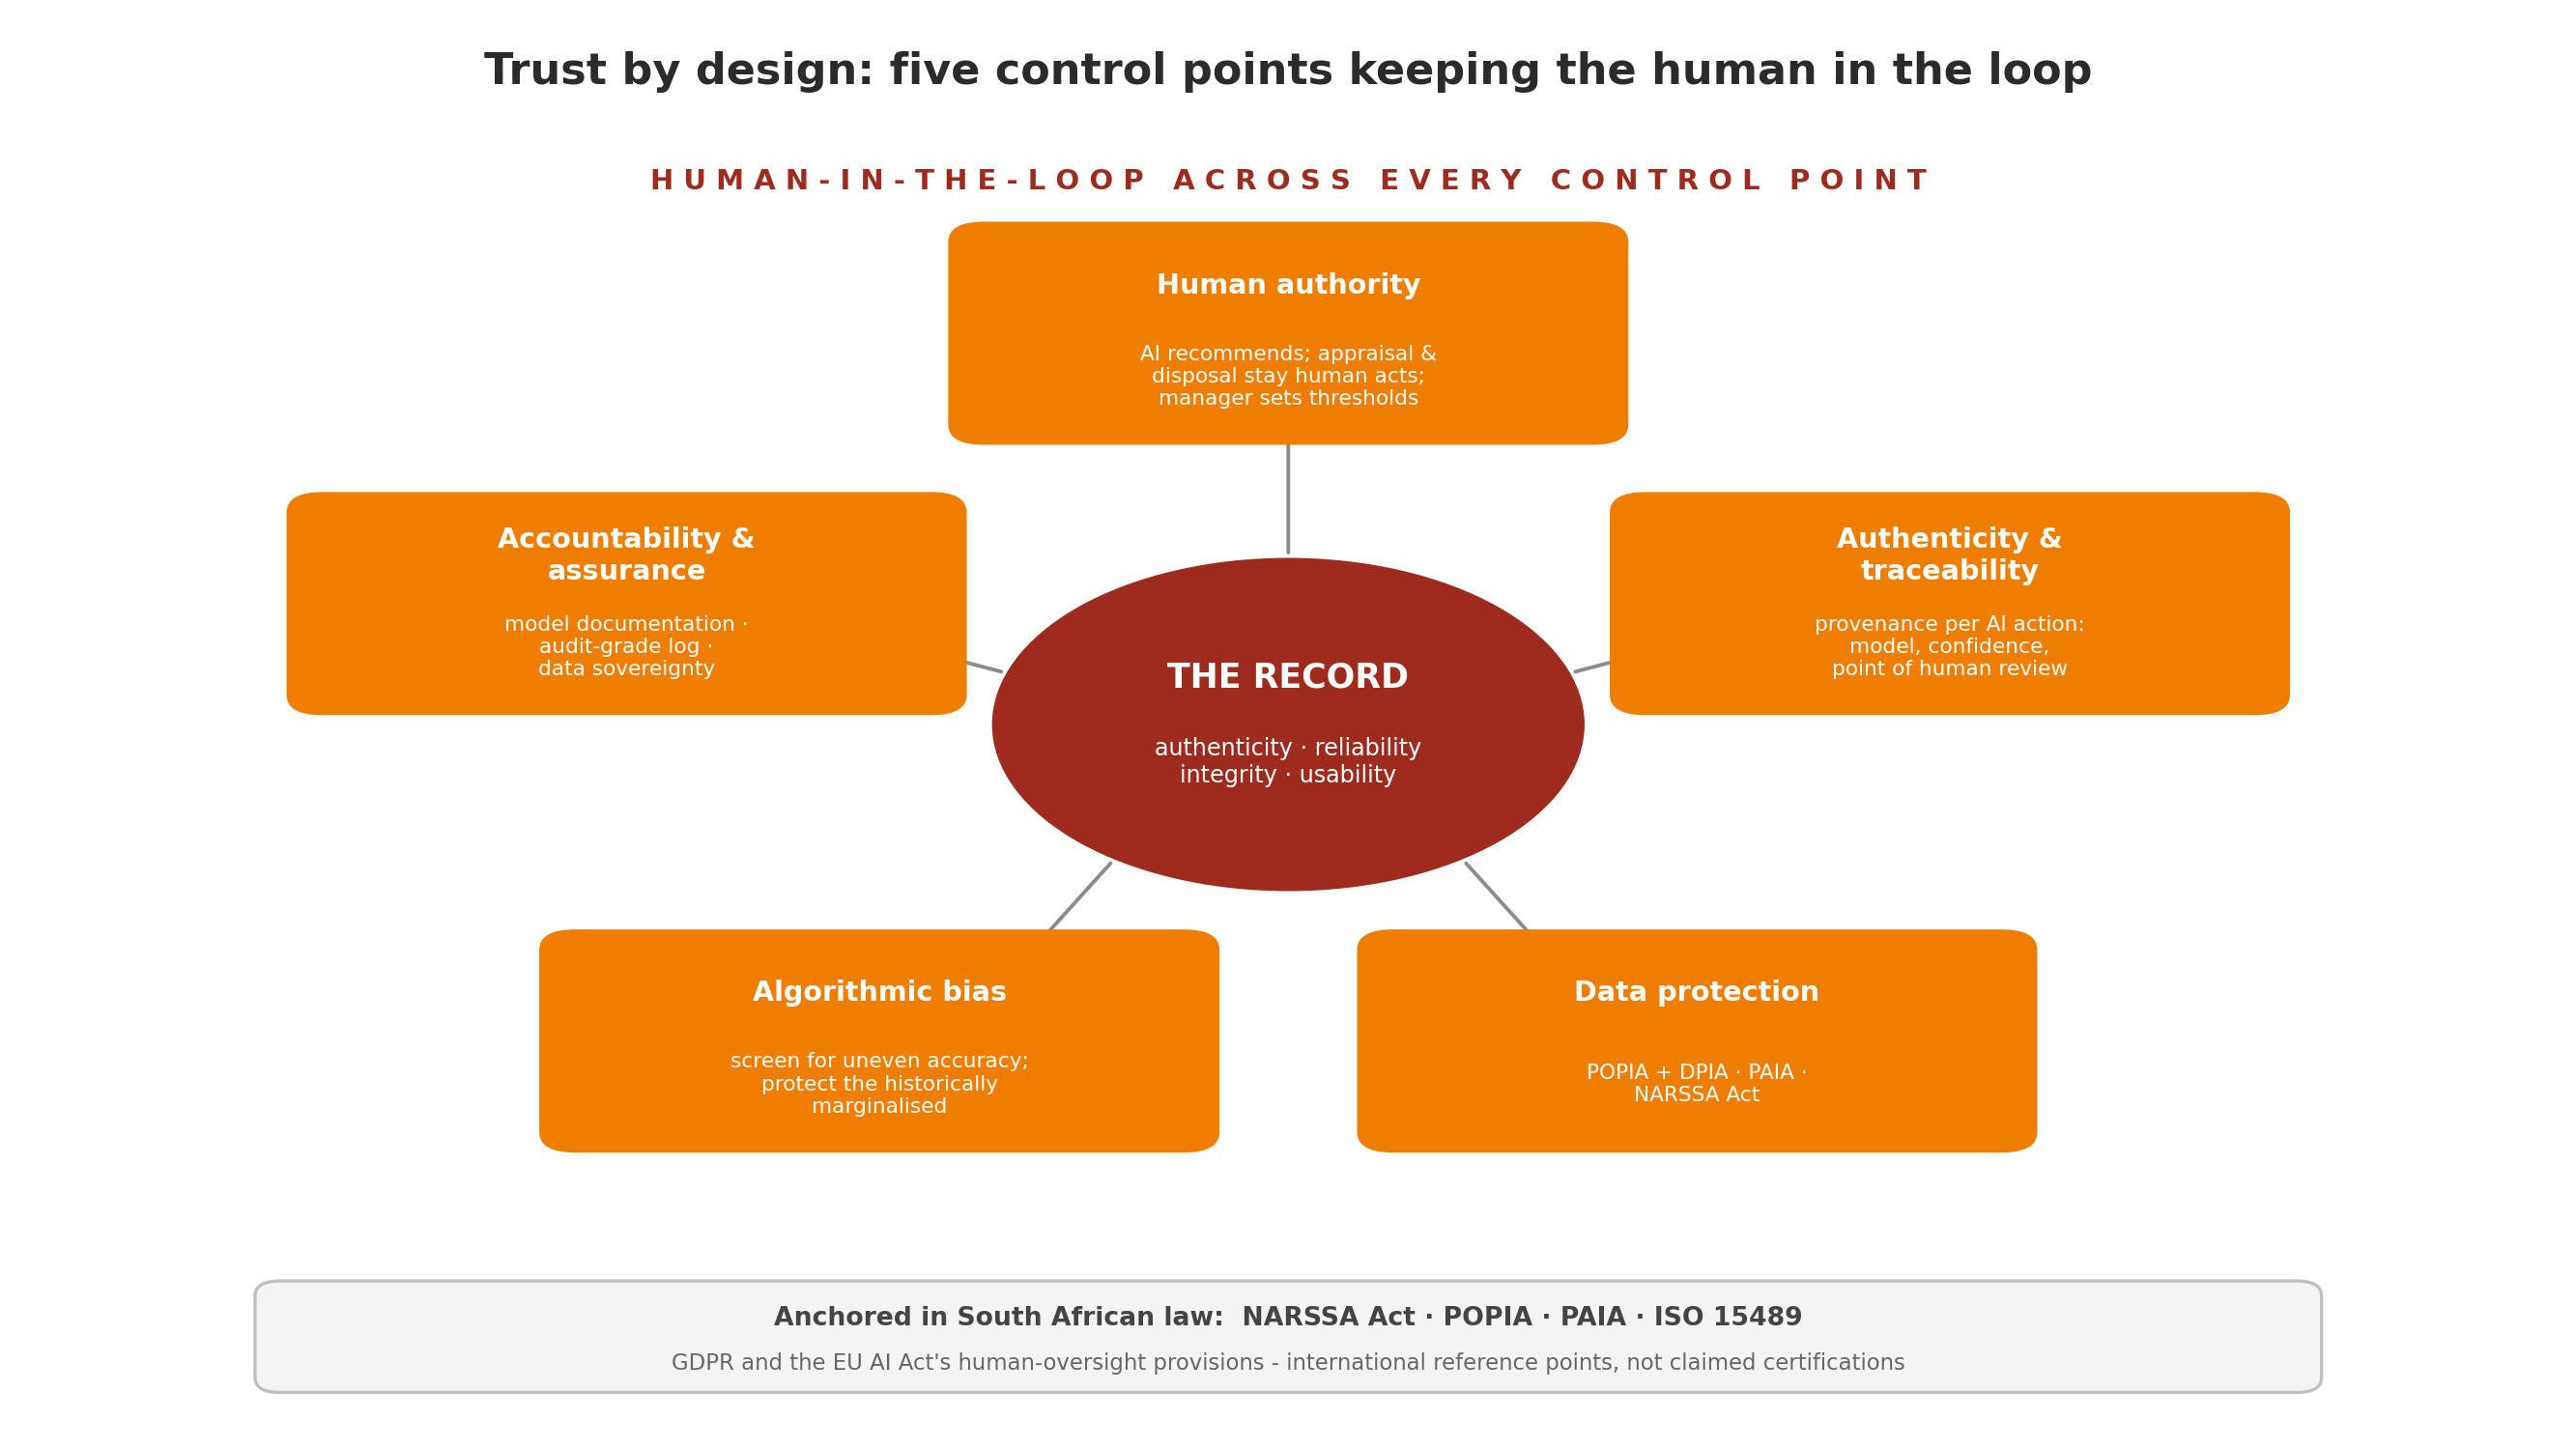 Trust by design: five control points keeping the human in the loop
HUMAN-IN-THE-LOOP ACROSS EVERY CONTROL POINT
Human authority
AI recommends; appraisal &
disposal stay human acts;
manager sets thresholds
Accountability &
assurance
model documentation ·
audit-grade log ·
data sovereignty
Authenticity &
traceability
provenance per AI action:
model, confidence,
point of human review
THE RECORD
authenticity · reliability
integrity · usability
Algorithmic bias
screen for uneven accuracy;
protect the historically
marginalised
Data protection
POPIA + DPIA · PAIA ·
NARSSA Act
Anchored in South African law:  NARSSA Act · POPIA · PAIA · ISO 15489
GDPR and the EU AI Act's human-oversight provisions - international reference points, not claimed certifications